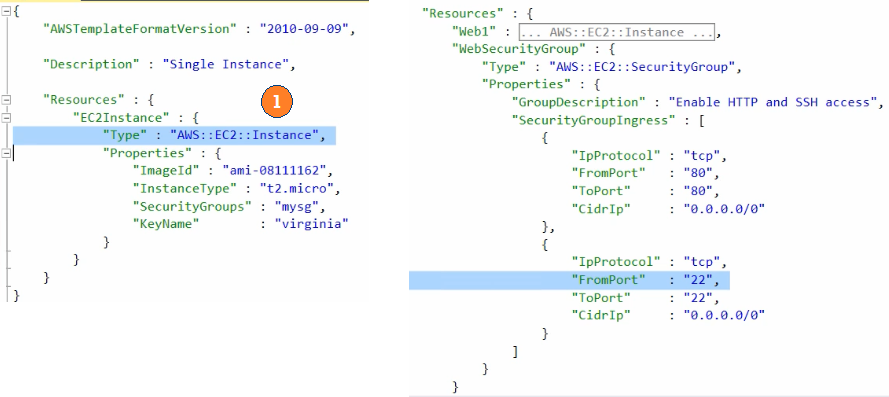 {
"AWSTemplateFormatVersion" : "2010-09-09",
"Description" : "Single Instance",
"Resources" : {
1
"EC2Instance" : {
"Type" : "AWS::EC2::Instance",
"Properties" : {
"ImageId" : "ami-08111162",
"InstanceType" : "t2.micro",
"SecurityGroups" : "mysg",
"KeyName" : "virginia"
}
}
}
}
"Resources" : {
"Web1" : ... AWS::EC2::Instance ...,
"WebSecurityGroup" : {
"Type" : "AWS::EC2::SecurityGroup",
"Properties" : {
"GroupDescription" : "Enable HTTP and SSH access",
"SecurityGroupIngress" : [
{
"IpProtocol" : "tcp",
"FromPort" : "80",
"ToPort" : "80",
"CidrIp" : "0.0.0.0/0"
},
{
"IpProtocol" : "tcp",
"FromPort" : "22",
"ToPort" : "22",
"CidrIp" : "0.0.0.0/0"
}
]
}
}